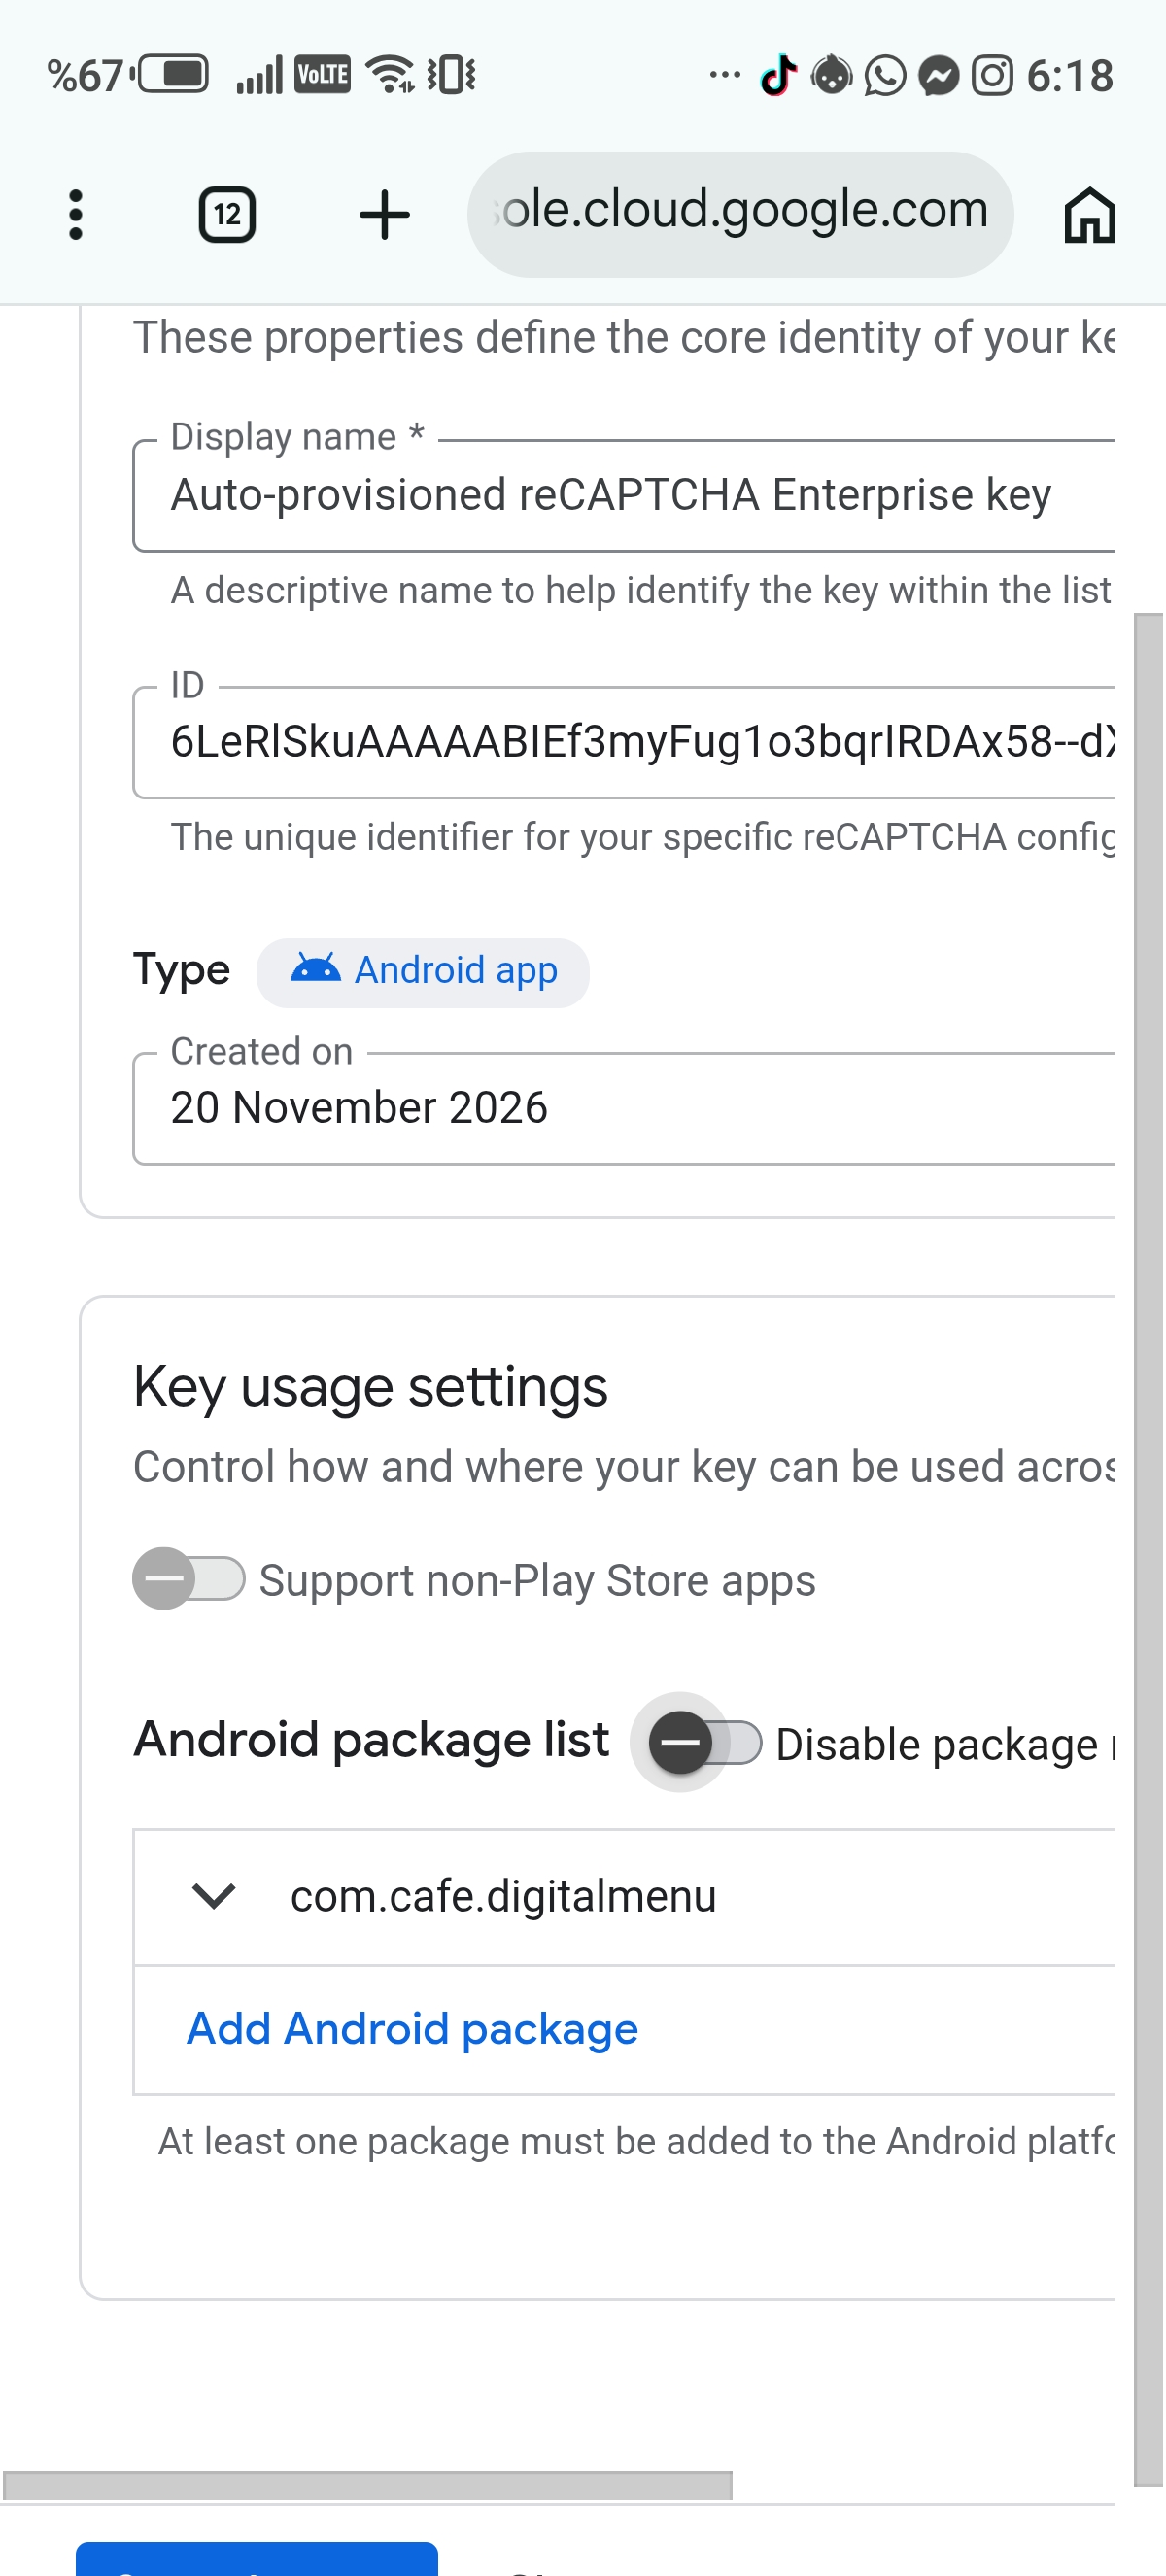 %67 VoLTE 6:18
12 ole.cloud.google.com
These properties define the core identity of your ke
Display name *
Auto-provisioned reCAPTCHA Enterprise key
A descriptive name to help identify the key within the list
ID
6LeRlSkuAAAAABIEf3myFug1o3bqrIRDAx58--dX
The unique identifier for your specific reCAPTCHA config
Type Android app
Created on
20 November 2026
Key usage settings
Control how and where your key can be used acros
Support non-Play Store apps
Android package list Disable package
com.cafe.digitalmenu
Add Android package
At least one package must be added to the Android platfo